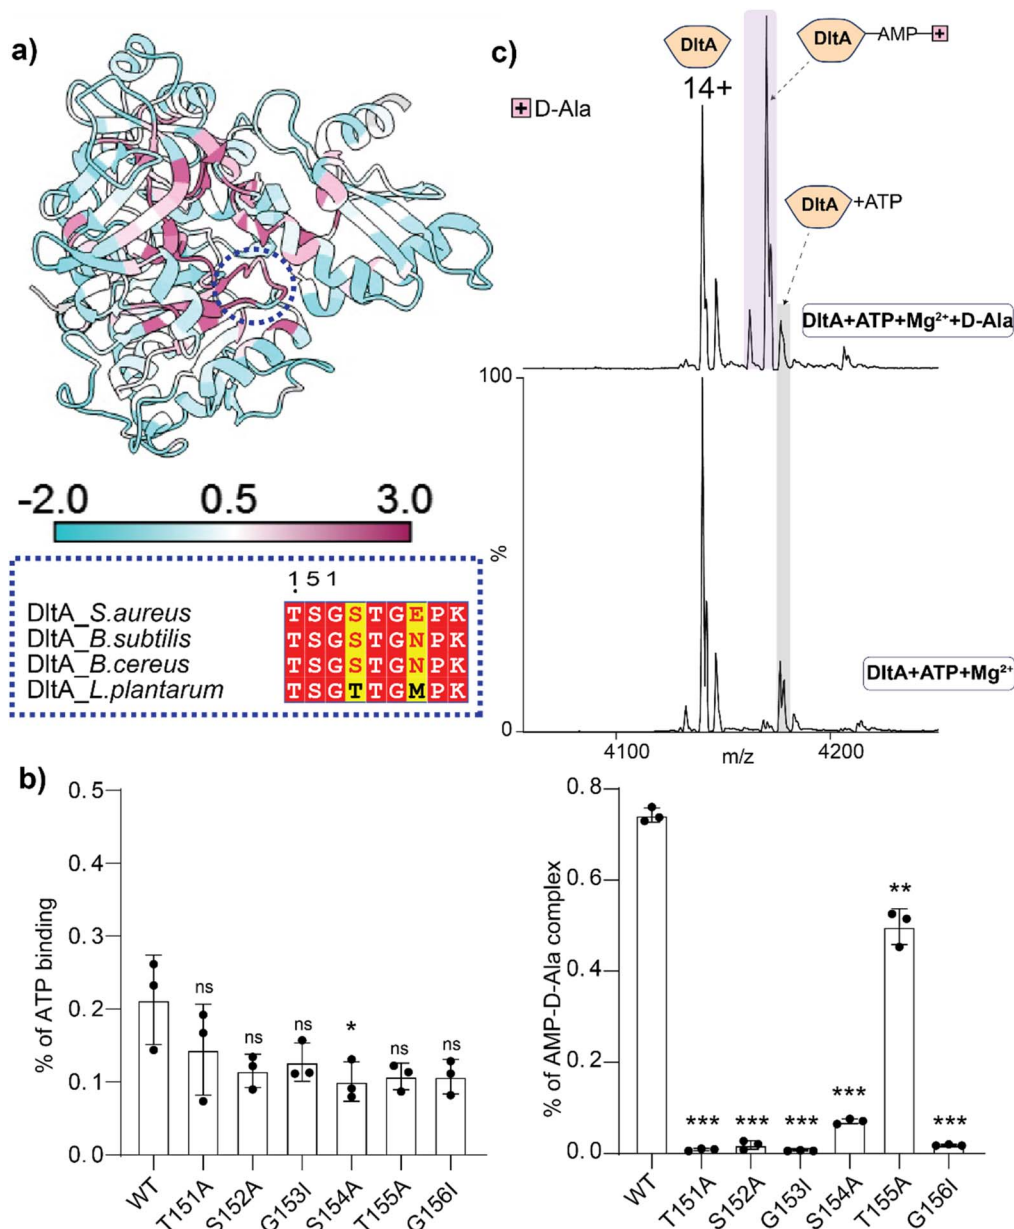 a)
-2.0 0.5 3.0
151
DltA_S.aureus TSGSTGEPK
DltA_B.subtilis TSGSTGNPK
DltA_B.cereus TSGSTGNPK
DltA_L.plantarum TSGTTGMPK
c)
DltA
14+
DltA AMP +
+ D-Ala
DltA +ATP
DltA+ATP+Mg²⁺+D-Ala
100
%
DltA+ATP+Mg²⁺
0
4100 m/z 4200
b)
% of ATP binding
0.5
0.4
0.3
0.2
0.1
0.0
ns
ns
ns
*
ns
ns
WT
T151A
S152A
G153I
S154A
T155A
G156I
% of AMP-D-Ala complex
0.8
0.6
0.4
0.2
0.0
***
***
***
***
**
***
WT
T151A
S152A
G153I
S154A
T155A
G156I